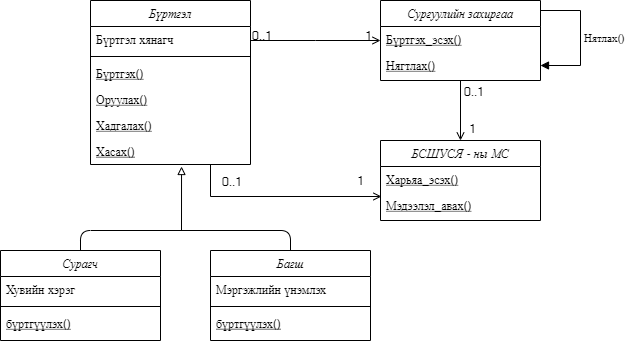 Бүртгэл
Бүртгэл хянагч
Бүртгэх()
Оруулах()
Хадгалах()
Хасах()
0..1
1
Сургуулийн захиргаа
Бүртгэх_эсэх()
Нягтлах()
Нятлах()
0..1
1
БСШУСЯ - ны МС
Харьяа_эсэх()
Мэдээлэл_авах()
0..1
1
Сурагч
Хувийн хэрэг
бүртгүүлэх()
Багш
Мэргэжлийн үнэмлэх
бүртгүүлэх()